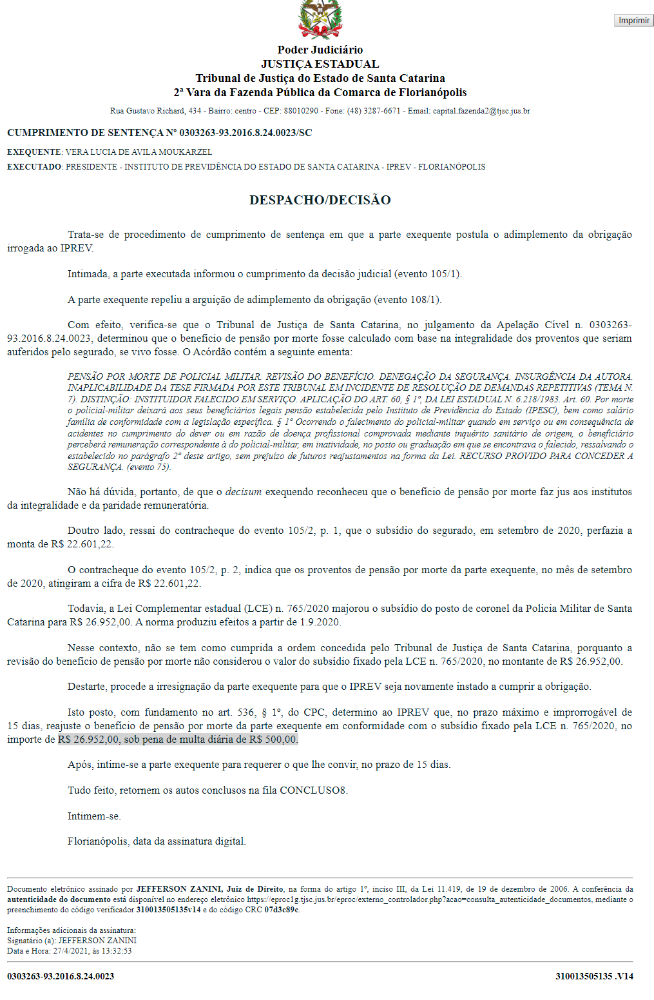 Imprimir
Poder Judiciário
JUSTIÇA ESTADUAL
Tribunal de Justiça do Estado de Santa Catarina
2ª Vara da Fazenda Pública da Comarca de Florianópolis
Rua Gustavo Richard, 434 - Bairro: centro - CEP: 88010290 - Fone: (48) 3287-6671 - Email: capital.fazenda2@tjsc.jus.br
CUMPRIMENTO DE SENTENÇA Nº 0303263-93.2016.8.24.0023/SC
EXEQUENTE: VERA LUCIA DE AVILA MOUKARZEL
EXECUTADO: PRESIDENTE - INSTITUTO DE PREVIDÊNCIA DO ESTADO DE SANTA CATARINA - IPREV - FLORIANÓPOLIS
DESPACHO/DECISÃO
Trata-se de procedimento de cumprimento de sentença em que a parte exequente postula o adimplemento da obrigação
irrogada ao IPREV.
Intimada, a parte executada informou o cumprimento da decisão judicial (evento 105/1).
A parte exequente repeliu a arguição de adimplemento da obrigação (evento 108/1).
Com efeito, verifica-se que o Tribunal de Justiça de Santa Catarina, no julgamento da Apelação Cível n. 0303263-
93.2016.8.24.0023, determinou que o benefício de pensão por morte fosse calculado com base na integralidade dos proventos que seriam
auferidos pelo segurado, se vivo fosse. O Acórdão contém a seguinte ementa:
PENSÃO POR MORTE DE POLICIAL MILITAR. REVISÃO DO BENEFÍCIO. DENEGAÇÃO DA SEGURANÇA. INSURGÊNCIA DA AUTORA.
INAPLICABILIDADE DA TESE FIRMADA POR ESTE TRIBUNAL EM INCIDENTE DE RESOLUÇÃO DE DEMANDAS REPETITIVAS (TEMA N.
7). DISTINÇÃO: INSTITUIDOR FALECIDO EM SERVIÇO. APLICAÇÃO DO ART. 60, § 1º, DA LEI ESTADUAL N. 6.218/1983. Art. 60. Por morte
o policial-militar deixará aos seus beneficiários legais pensão estabelecida pelo Instituto de Previdência do Estado (IPESC), bem como salário
família de conformidade com a legislação específica. § 1º Ocorrendo o falecimento do policial-militar quando em serviço ou em consequência de
acidentes no cumprimento do dever ou em razão de doença profissional comprovada mediante inquérito sanitário de origem, o beneficiário
perceberá remuneração correspondente à do policial-militar, em inatividade, no posto ou graduação em que se encontrava o falecido, ressalvando o
estabelecido no parágrafo 2º deste artigo, sem prejuízo de futuros reajustamentos na forma da Lei. RECURSO PROVIDO PARA CONCEDER A
SEGURANÇA. (evento 75).
Não há dúvida, portanto, de que o decisum exequendo reconheceu que o benefício de pensão por morte faz jus aos institutos
da integralidade e da paridade remuneratória.
Doutro lado, ressai do contracheque do evento 105/2, p. 1, que o subsídio do segurado, em setembro de 2020, perfazia a
monta de R$ 22.601,22.
O contracheque do evento 105/2, p. 2, indica que os proventos de pensão por morte da parte exequente, no mês de setembro
de 2020, atingiram a cifra de R$ 22.601,22.
Todavia, a Lei Complementar estadual (LCE) n. 765/2020 majorou o subsídio do posto de coronel da Policia Militar de Santa
Catarina para R$ 26.952,00. A norma produziu efeitos a partir de 1.9.2020.
Nesse contexto, não se tem como cumprida a ordem concedida pelo Tribunal de Justiça de Santa Catarina, porquanto a
revisão do benefício de pensão por morte não considerou o valor do subsídio fixado pela LCE n. 765/2020, no montante de R$ 26.952,00.
Destarte, procede a irresignação da parte exequente para que o IPREV seja novamente instado a cumprir a obrigação.
Isto posto, com fundamento no art. 536, § 1º, do CPC, determino ao IPREV que, no prazo máximo e improrrogável de
15 dias, reajuste o benefício de pensão por morte da parte exequente em conformidade com o subsídio fixado pela LCE n. 765/2020, no
importe de R$ 26.952,00, sob pena de multa diária de R$ 500,00.
Após, intime-se a parte exequente para requerer o que lhe convir, no prazo de 15 dias.
Tudo feito, retornem os autos conclusos na fila CONCLUSO8.
Intimem-se.
Florianópolis, data da assinatura digital.
Documento eletrônico assinado por JEFFERSON ZANINI, Juiz de Direito, na forma do artigo 1º, inciso III, da Lei 11.419, de 19 de dezembro de 2006. A conferência da
autenticidade do documento está disponível no endereço eletrônico https://eproc1g.tjsc.jus.br/eproc/externo_controlador.php?acao=consulta_autenticidade_documentos, mediante o
preenchimento do código verificador 310013505135v14 e do código CRC 07d3c89c.
Informações adicionais da assinatura:
Signatário (a): JEFFERSON ZANINI
Data e Hora: 27/4/2021, às 13:32:53
0303263-93.2016.8.24.0023
310013505135 .V14